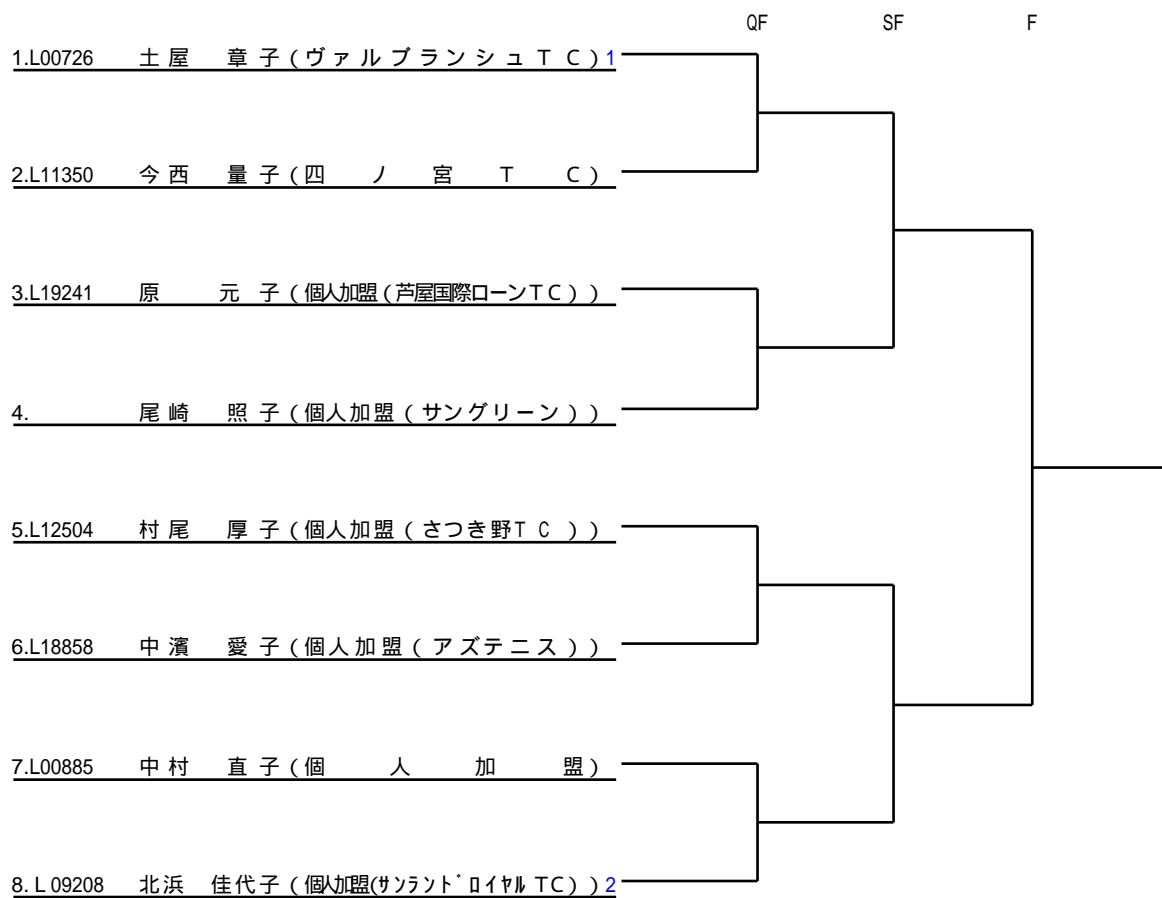 QF SF F
1.L00726 土屋 章子(ヴァルブランシュTC)1
2.L11350 今西 量子(四ノ宮TC)
3.L19241 原 元子(個人加盟(芦屋国際ローンTC))
4. 尾崎 照子(個人加盟(サングリーン))
5.L12504 村尾 厚子(個人加盟(さつき野TC))
6.L18858 中濱 愛子(個人加盟(アズテニス))
7.L00885 中村 直子(個人加盟)
8.L09208 北浜 佳代子(個人加盟(サンランドロイヤルTC))2